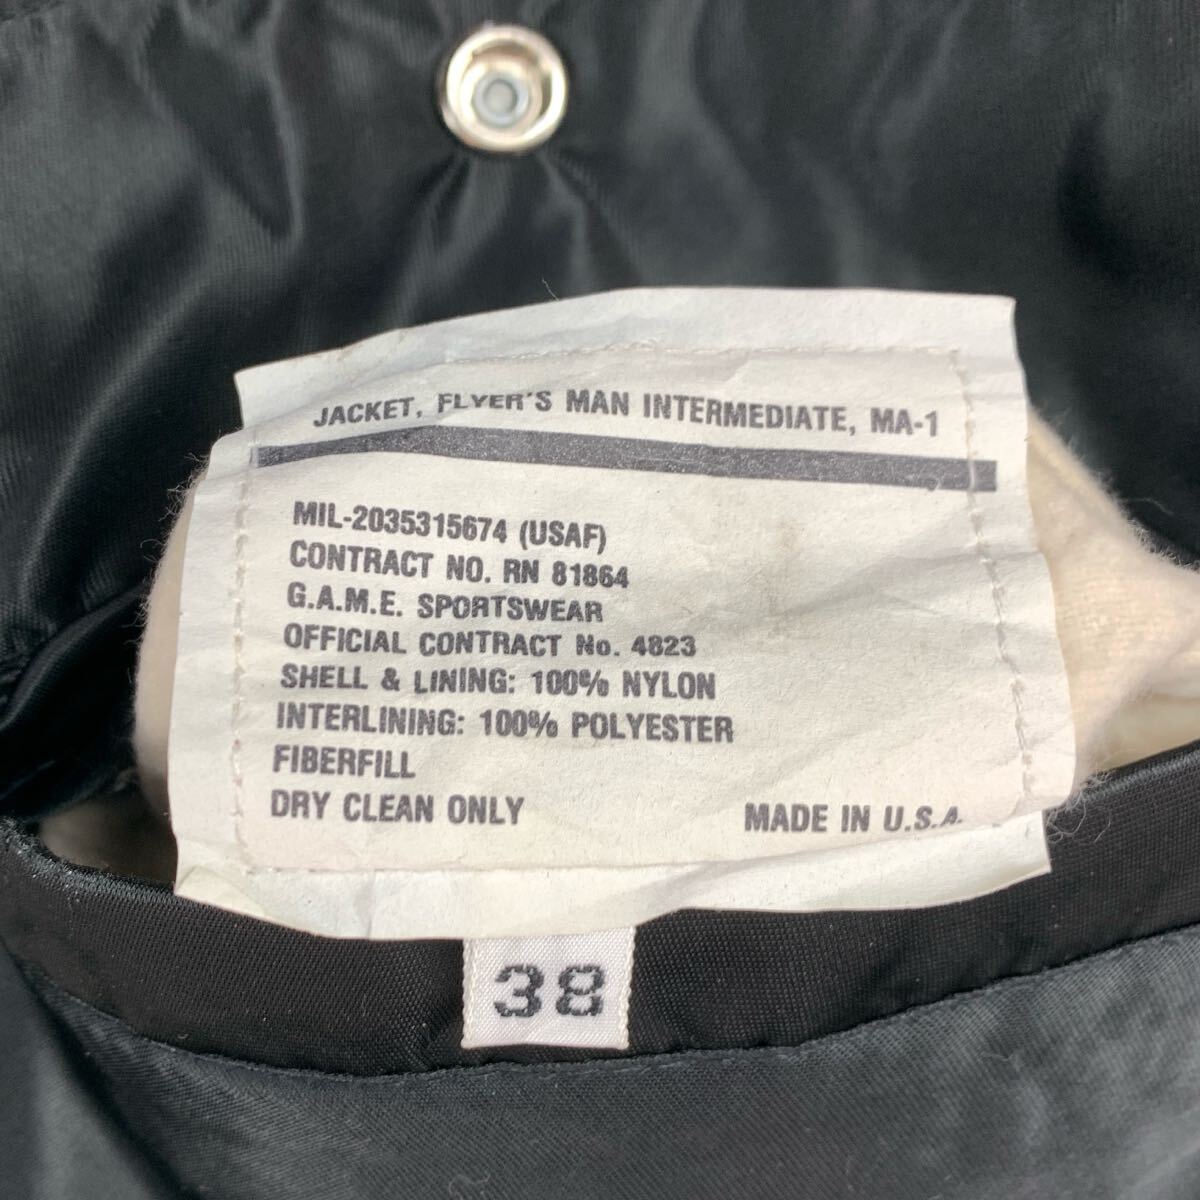 JACKET, FLYER'S MAN INTERMEDIATE, MA-1
MIL-2035315674 (USAF)
CONTRACT NO. RN 81864
G.A.M.E. SPORTSWEAR
OFFICIAL CONTRACT No. 4823
SHELL & LINING: 100% NYLON
INTERLINING: 100% POLYESTER
FIBERFILL
DRY CLEAN ONLY MADE IN U.S.A.
38